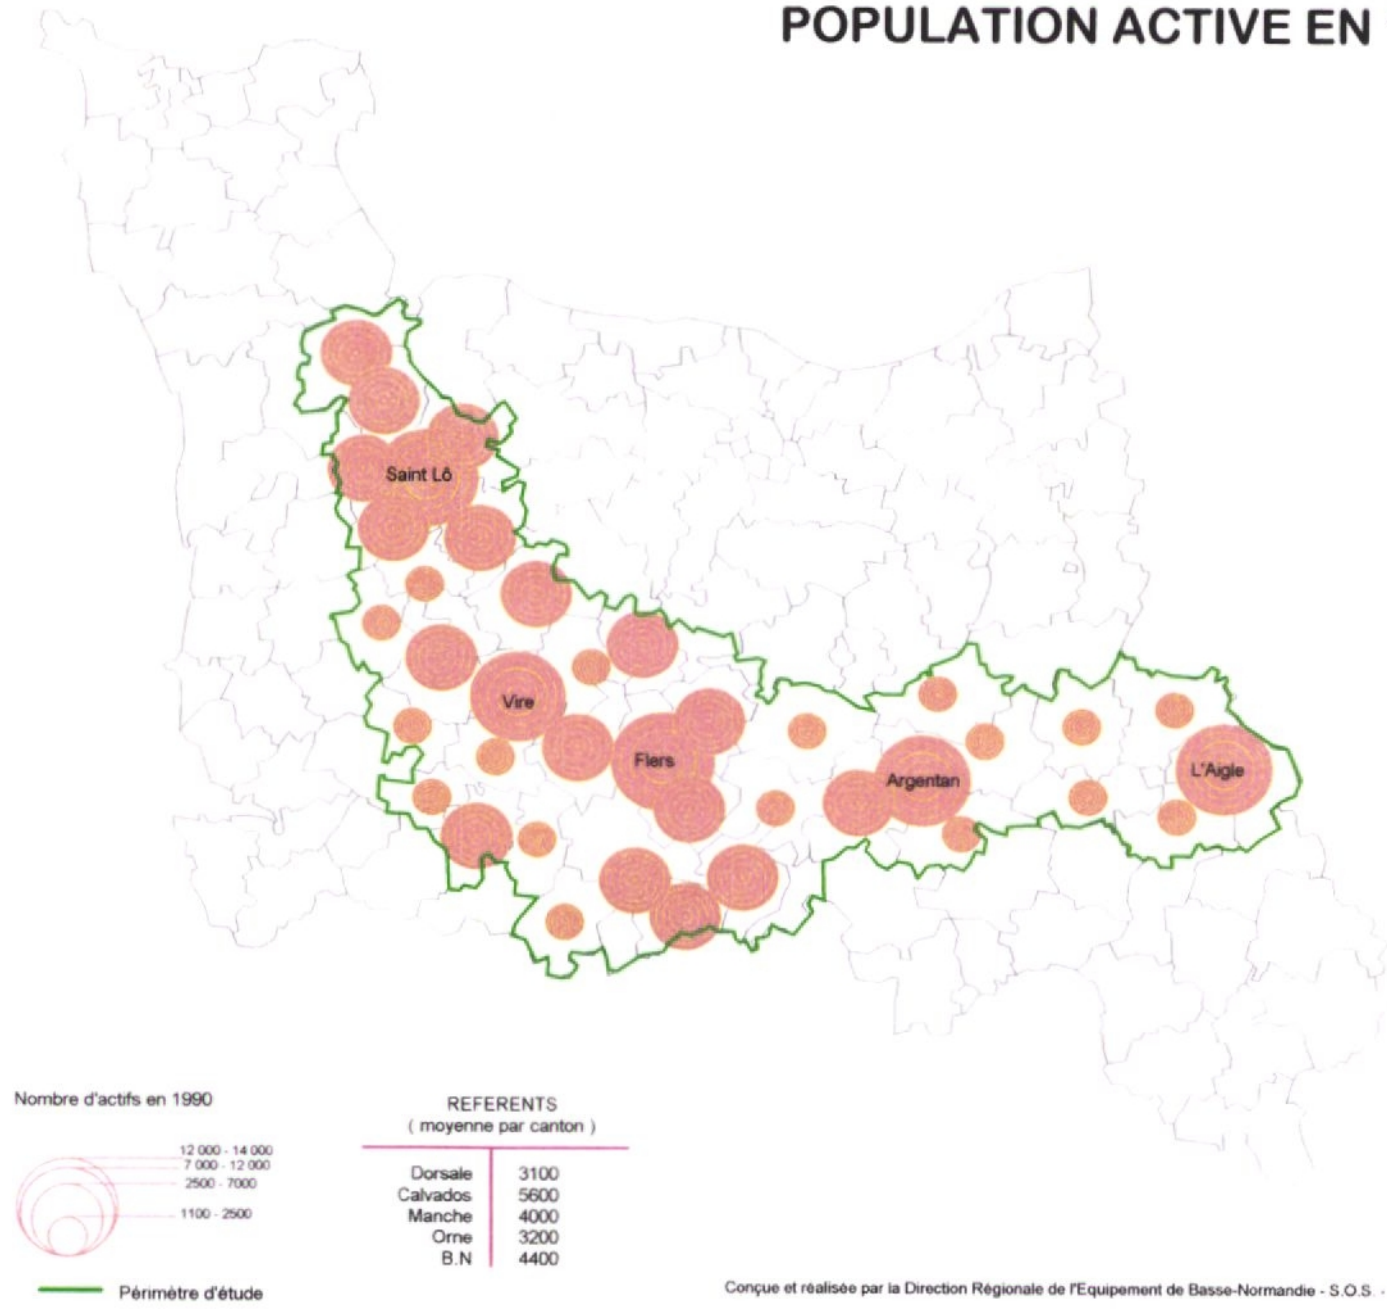 POPULATION ACTIVE EN
Saint Lô
Vire
Flers
Argentan
L'Aigle
Nombre d'actifs en 1990
12 000 - 14 000
7 000 - 12 000
2500 - 7000
1100 - 2500
Périmètre d'étude
REFERENTS
( moyenne par canton )
Dorsale 3100
Calvados 5600
Manche 4000
Orne 3200
B.N 4400
Conçue et réalisée par la Direction Régionale de l'Equipement de Basse-Normandie - S.O.S. -